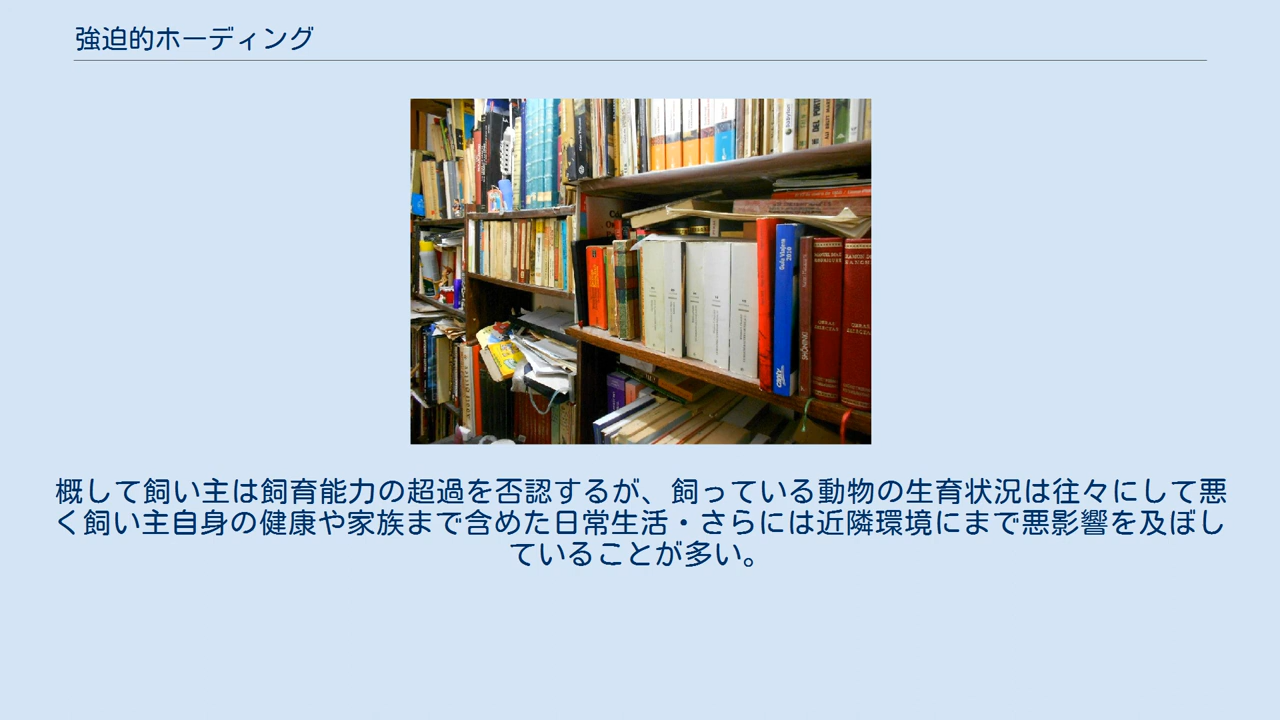 強迫的ホーディング
概して飼い主は飼育能力の超過を否認するが、飼っている動物の生育状況は往々にして悪
く飼い主自身の健康や家族まで含めた日常生活・さらには近隣環境にまで悪影響を及ぼし
ていることが多い。